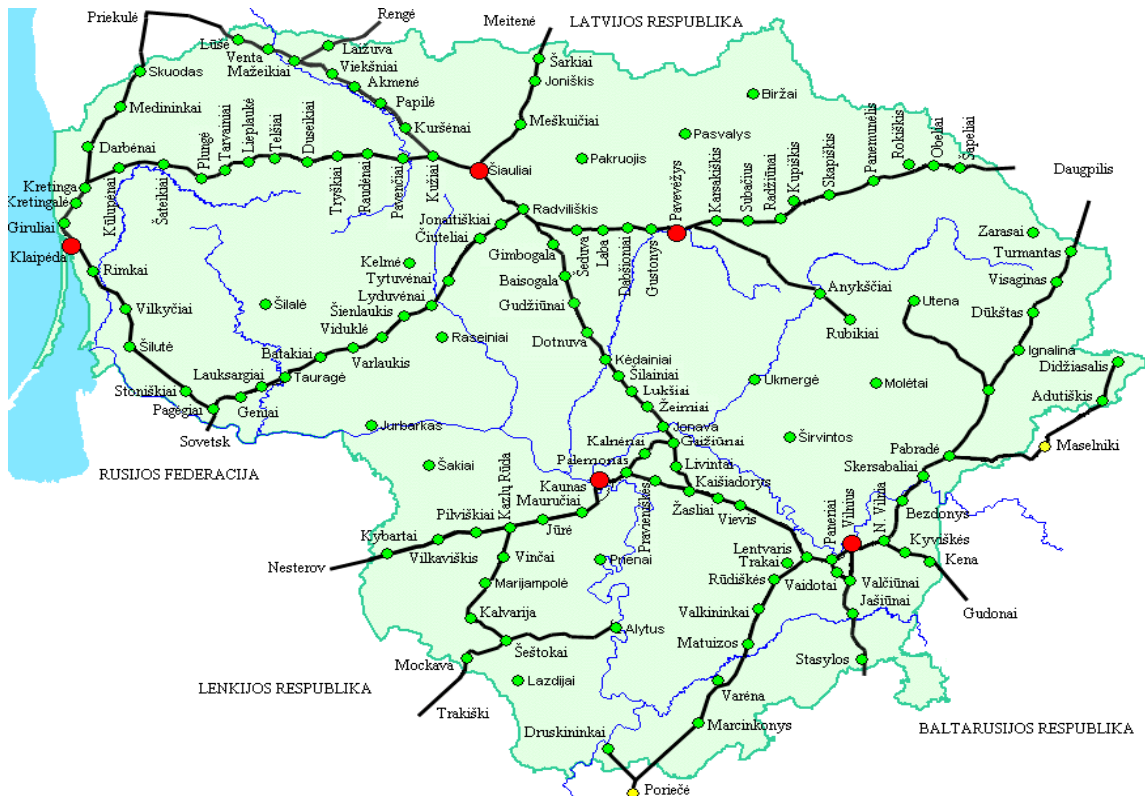 Priekulė
Rengė
Meitenė
LATVIJOS RESPUBLIKA
Lūšė
Venta
Mažeikiai
Laižuva
Viekšniai
Akmenė
Papilė
Kuršėnai
Šarkiai
Joniškis
Meškuičiai
Skuodas
Medininkai
Darbėnai
Kretinga
Kretingalė
Giruliai
Klaipėda
Kūlupėnai
Šateikiai
Plungė
Tarvainiai
Lieplaukė
Telšiai
Duseikiai
Tryškiai
Raudėnai
Pavenčiai
Kužiai
Šiauliai
Biržai
Pasvalys
Pakruojis
Radviliškis
Jonaitiškiai
Čiuteliai
Gimbogala
Šeduva
Laba
Dabšioniai
Gustonys
Pavevėžys
Karsakiškis
Subačius
Radžiūnai
Kupiškis
Skapiškis
Panemunėlis
Rokiškis
Obeliai
Šapeliai
Daugpilis
Zarasai
Turmantas
Visaginas
Dūkštas
Ignalina
Didžiasalis
Adutiškis
Maselniki
Rimkai
Vilkyčiai
Šilutė
Stoniškiai
Pagėgiai
Sovetsk
Šilalė
Kelmė
Tytuvėnai
Lyduvėnai
Šienlaukis
Viduklė
Varlaukis
Batakiai
Tauragė
Lauksargiai
Geniai
Raseiniai
Baisogala
Gudžiūnai
Dotnuva
Kėdainiai
Šilainiai
Lukšiai
Žeimiai
Jonava
Gaižiūnai
Livintai
Kaišiadorys
Anykščiai
Rubikiai
Utena
Ukmergė
Molėtai
Širvintos
Pabradė
Skersabaliai
Bezdonys
N. Vilnia
Kyviškės
Kena
Gudonai
RUSIJOS FEDERACIJA
Jurbarkas
Šakiai
Kalnėnai
Palemonas
Kaunas
Mauručiai
Jūrė
Kazlų Rūda
Pilviškiai
Vilkaviškis
Kybartai
Nesterov
Pravieniškės
Žasliai
Vievis
Lentvaris
Trakai
Paneriai
Vilnius
Vaidotai
Valčiūnai
Jašiūnai
Stasylos
Rūdiškės
Valkininkai
Matuizos
Varėna
Marcinkonys
Druskininkai
Poriečė
Prienai
Vinčai
Marijampolė
Kalvarija
Šeštokai
Alytus
Mockava
Lazdijai
Trakiški
LENKIJOS RESPUBLIKA
BALTARUSIJOS RESPUBLIKA